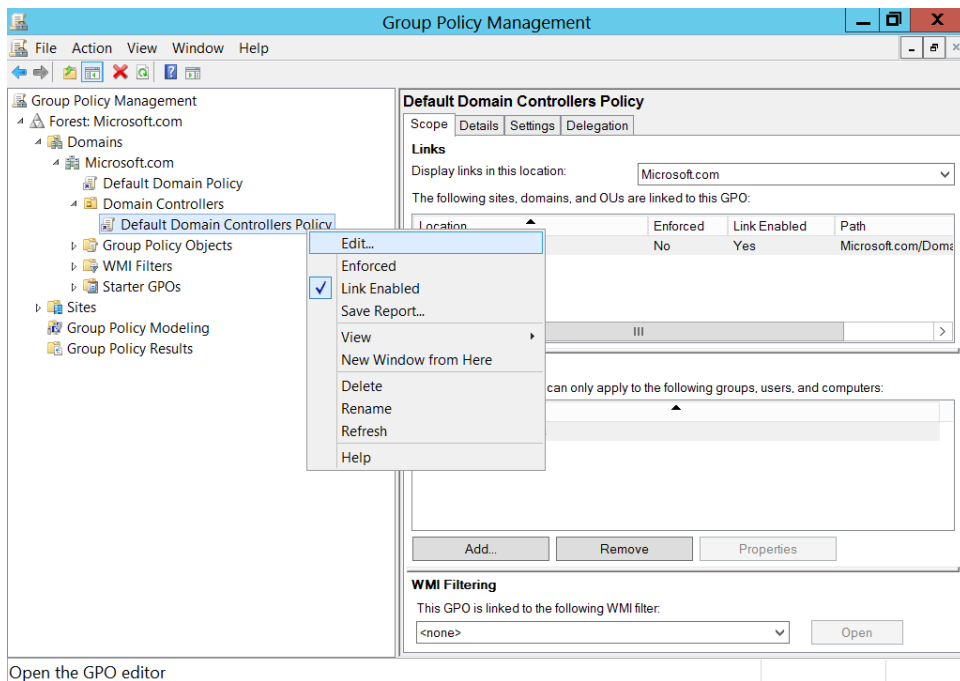 Group Policy Management
File Action View Window Help
Group Policy Management
Forest: Microsoft.com
Domains
Microsoft.com
Default Domain Policy
Domain Controllers
Default Domain Controllers Policy
Group Policy Objects
WMI Filters
Starter GPOs
Sites
Group Policy Modeling
Group Policy Results
Edit...
Enforced
Link Enabled
Save Report...
View
New Window from Here
Delete
Rename
Refresh
Help
Default Domain Controllers Policy
Scope Details Settings Delegation
Links
Display links in this location: Microsoft.com
The following sites, domains, and OUs are linked to this GPO:
Location Enforced Link Enabled Path
No Yes Microsoft.com/Doma
can only apply to the following groups, users, and computers:
Add... Remove Properties
WMI Filtering
This GPO is linked to the following WMI filter:
<none> Open
Open the GPO editor